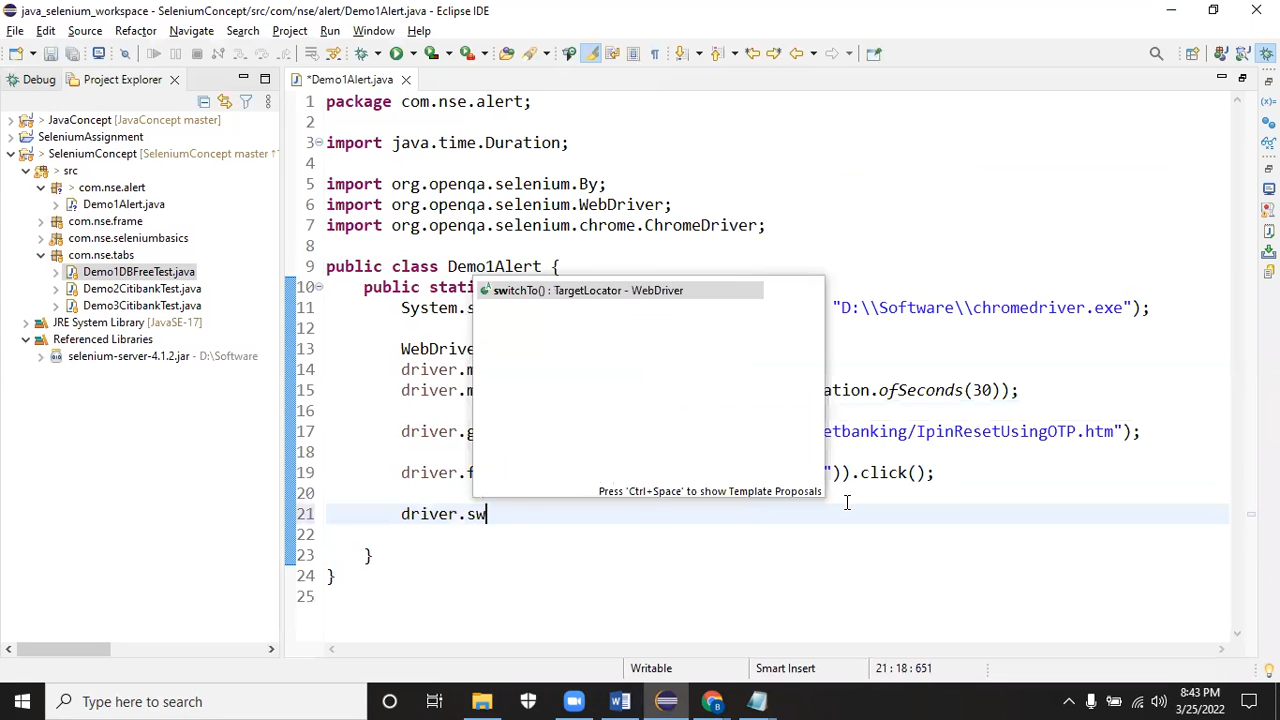 java_selenium_workspace - SeleniumConcept/src/com/nse/alert/Demo1Alert.java - Eclipse IDE
File Edit Source Refactor Navigate Search Project Run Window Help
Debug Project Explorer
*Demo1Alert.java
> JavaConcept [JavaConcept master]
SeleniumAssignment
> SeleniumConcept [SeleniumConcept master ↑1
> src
> com.nse.alert
Demo1Alert.java
com.nse.frame
com.nse.seleniumbasics
com.nse.tabs
Demo1DBFreeTest.java
Demo2CitibankTest.java
Demo3CitibankTest.java
JRE System Library [JavaSE-17]
Referenced Libraries
selenium-server-4.1.2.jar - D:\Software
1 package com.nse.alert;
2
3 import java.time.Duration;
4
5 import org.openqa.selenium.By;
6 import org.openqa.selenium.WebDriver;
7 import org.openqa.selenium.chrome.ChromeDriver;
8
9 public class Demo1Alert {
10 public stati
11 System.s "D:\\Software\\chromedriver.exe");
12
13 WebDrive
14 driver.m
15 driver.m ation.ofSeconds(30));
16
17 driver.g etbanking/IpinResetUsingOTP.htm");
18
19 driver.f ")).click();
20
21 driver.sw
22
23 }
24 }
25
switchTo() : TargetLocator - WebDriver
Press 'Ctrl+Space' to show Template Proposals
Writable Smart Insert 21 : 18 : 651
Type here to search
8:43 PM
3/25/2022